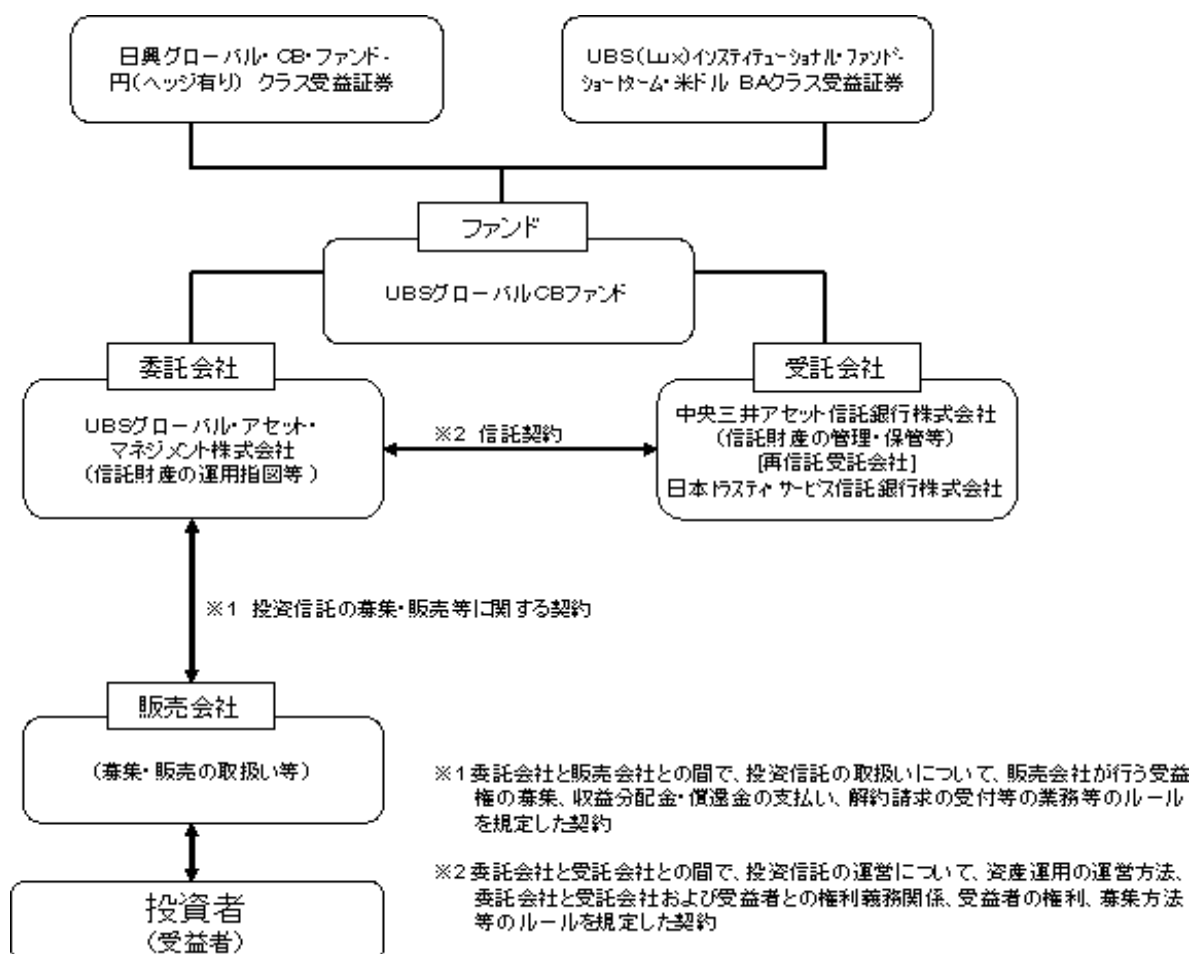 日興グローバル・CB・ファンド-
円(ヘッジ有り) クラス受益証券
UBS(Lux)インスティテューショナル・ファンド-
ショートターム・米ドル BAクラス受益証券
ファンド
UBSグローバルCBファンド
委託会社
UBSグローバル・アセット・
マネジメント株式会社
(信託財産の運用指図等)
※2 信託契約
受託会社
中央三井アセット信託銀行株式会社
(信託財産の管理・保管等)
[再信託受託会社]
日本トラスティ・サービス信託銀行株式会社
※1 投資信託の募集・販売等に関する契約
販売会社
(募集・販売の取扱い等)
投資者
(受益者)
※1委託会社と販売会社との間で、投資信託の取扱いについて、販売会社が行う受益
権の募集、収益分配金・償還金の支払い、解約請求の受付等の業務等のルール
を規定した契約
※2委託会社と受託会社との間で、投資信託の運営について、資産運用の運営方法、
委託会社と受託会社および受益者との権利義務関係、受益者の権利、募集方法
等のルールを規定した契約